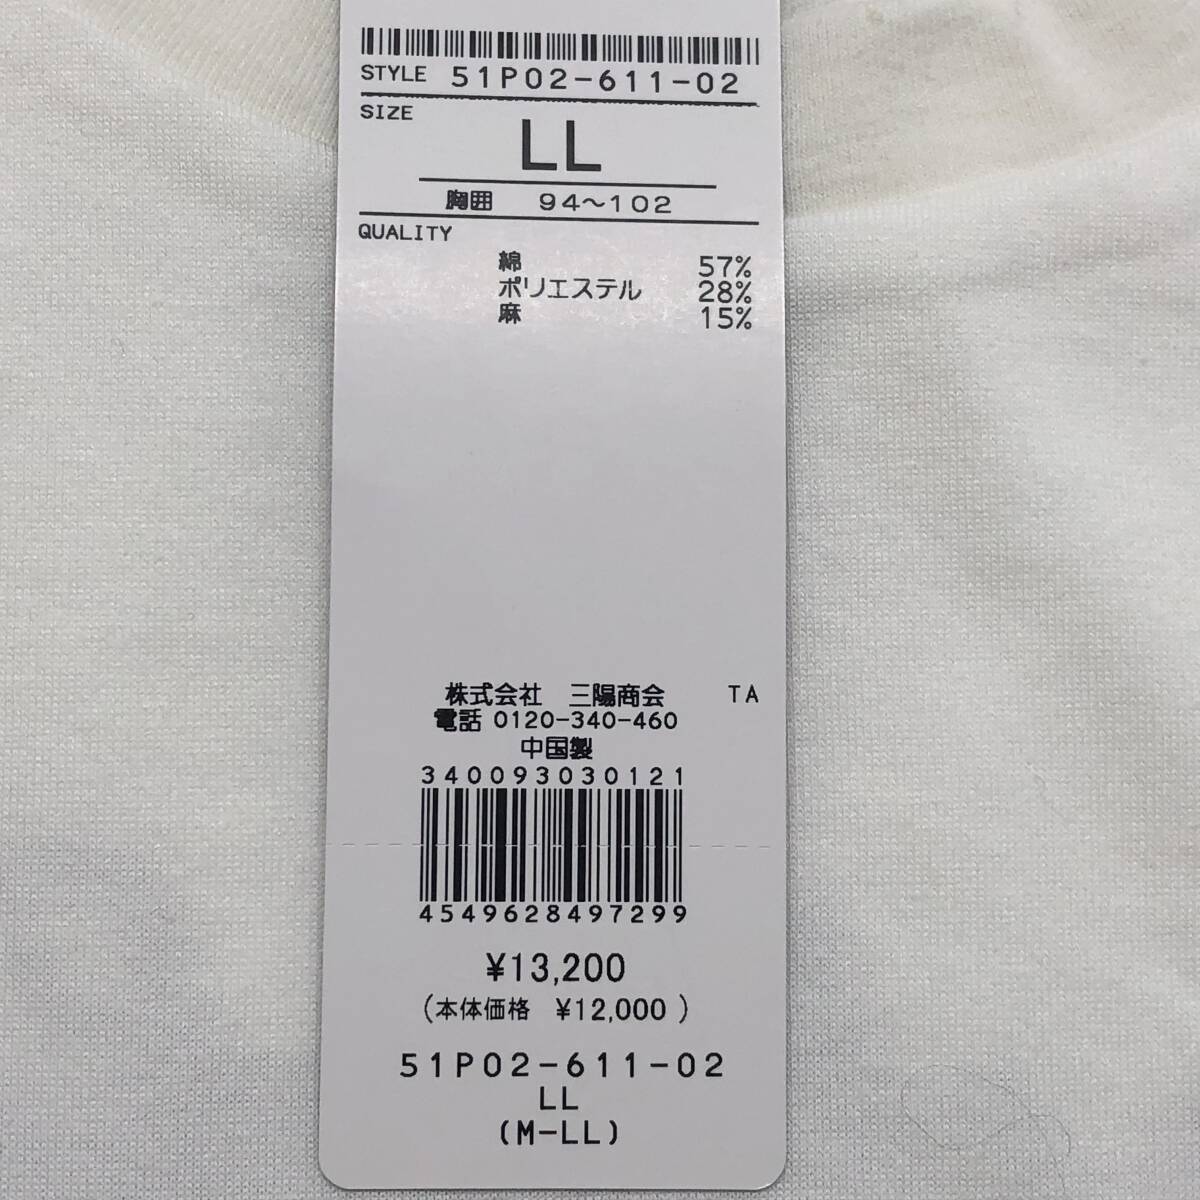 STYLE 51P02-611-02
SIZE
LL
胸囲 94～102
QUALITY
綿 57%
ポリエステル 28%
麻 15%
株式会社 三陽商会 TA
電話 0120-340-460
中国製
340093030121
4549628497299
¥13,200
(本体価格 ¥12,000 )
51P02-611-02
LL
(M-LL)